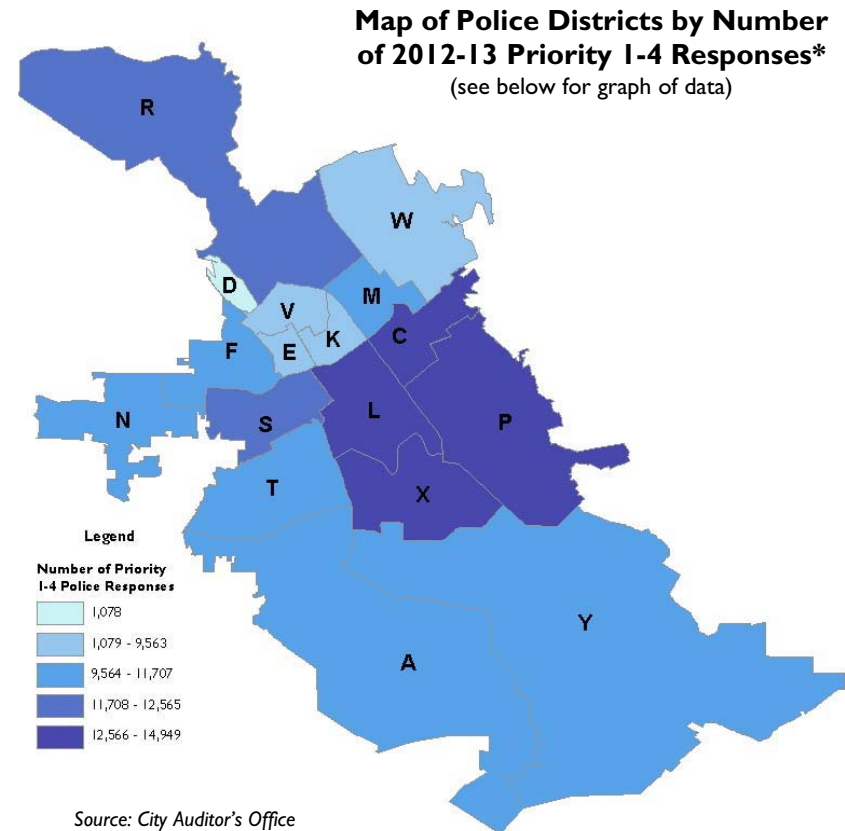 Map of Police Districts by Number
of 2012-13 Priority 1-4 Responses*
(see below for graph of data)
R
W
D
M
V
C
K
F
E
L
P
N
S
T
X
Y
A
Legend
Number of Priority
1-4 Police Responses
1,078
1,079 - 9,563
9,564 - 11,707
11,708 - 12,565
12,566 - 14,949
Source: City Auditor's Office